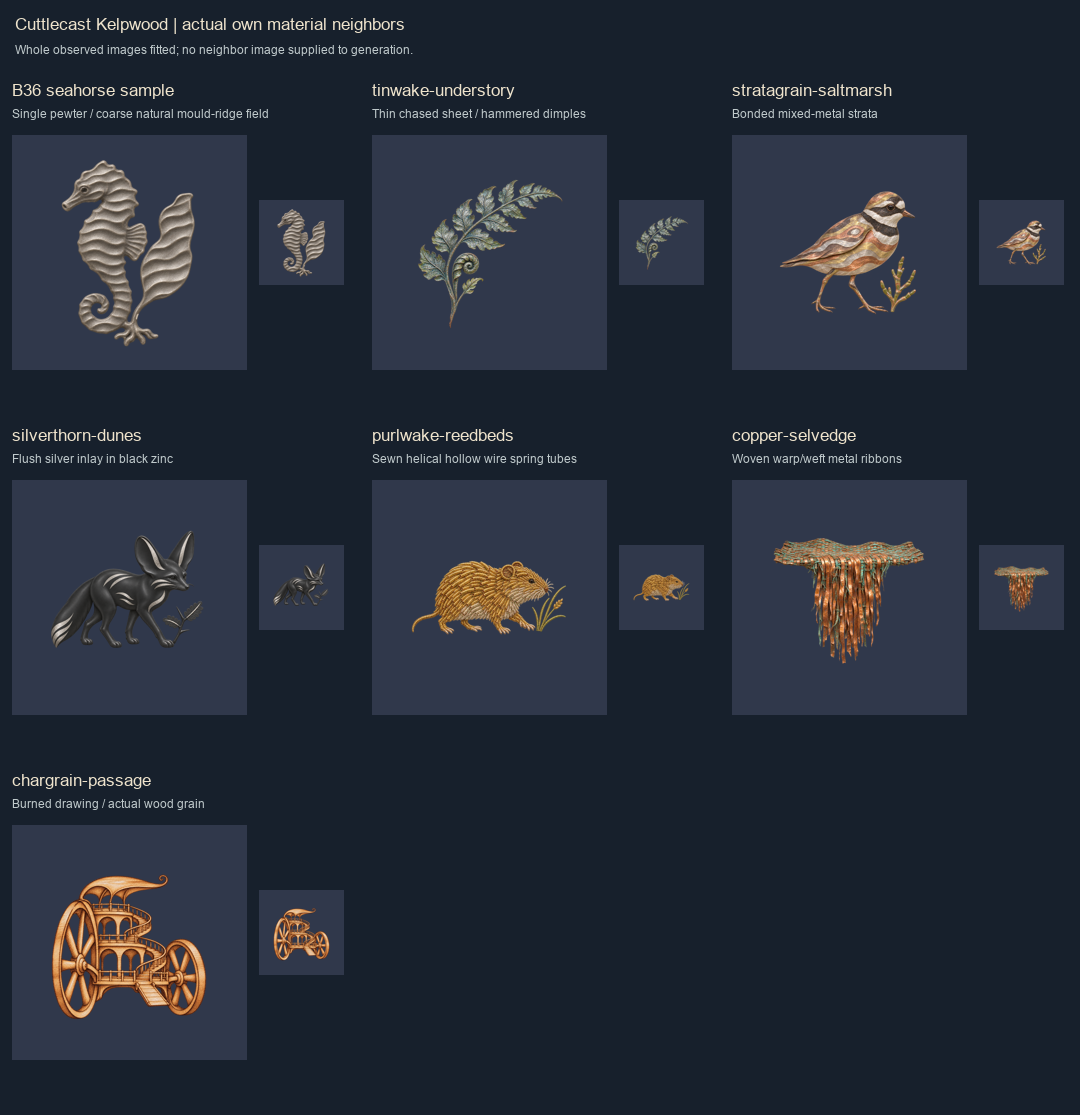 Cuttlecast Kelpwood | actual own material neighbors
Whole observed images fitted; no neighbor image supplied to generation.
B36 seahorse sample
Single pewter / coarse natural mould-ridge field
tinwake-understory
Thin chased sheet / hammered dimples
stratagrain-saltmarsh
Bonded mixed-metal strata
silverthorn-dunes
Flush silver inlay in black zinc
purlwake-reedbeds
Sewn helical hollow wire spring tubes
copper-selvedge
Woven warp/weft metal ribbons
chargrain-passage
Burned drawing / actual wood grain